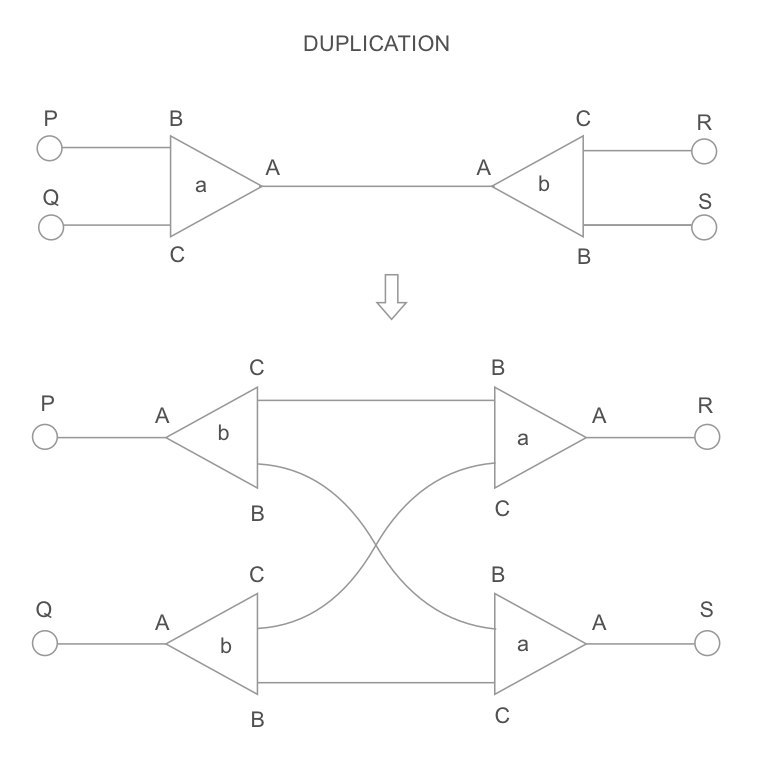 DUPLICATION
P B C R
A A
a b
Q S
C B
C B
P A b a A R
B C
C B
Q A b a A S
B C